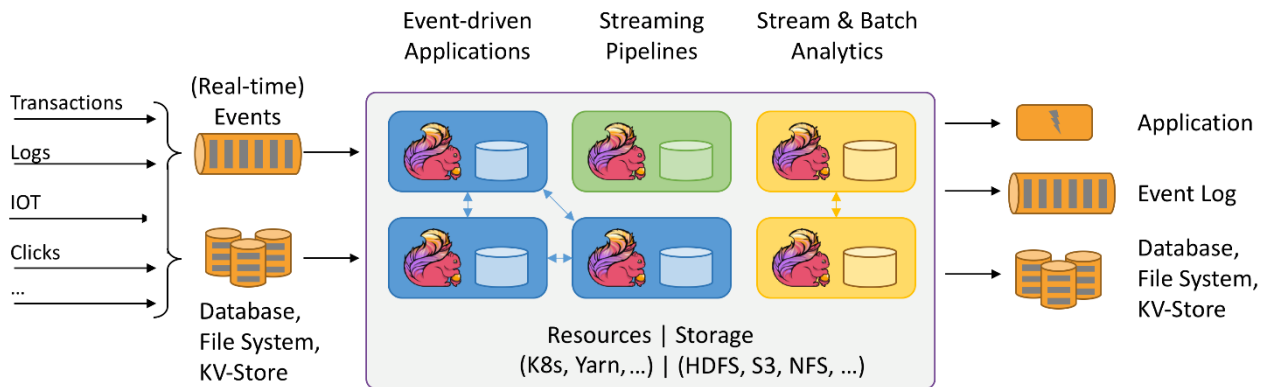 Event-driven
Applications
Streaming
Pipelines
Stream & Batch
Analytics
(Real-time)
Events
Transactions
Logs
IOT
Clicks
...
Database,
File System,
KV-Store
Resources | Storage
(K8s, Yarn, ...) | (HDFS, S3, NFS, ...)
Application
Event Log
Database,
File System,
KV-Store